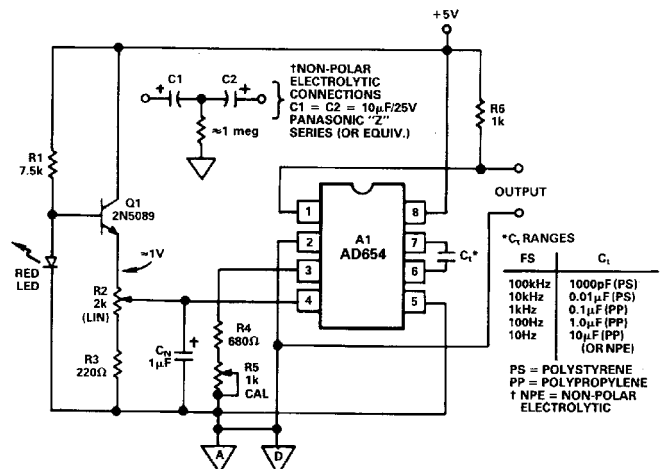 +5V
†NON-POLAR
ELECTROLYTIC
CONNECTIONS
C1 = C2 = 10μF/25V
PANASONIC "Z"
SERIES (OR EQUIV.)
C1
C2
+
+
≈1 meg
R6
1k
R1
7.5k
Q1
2N5089
OUTPUT
1
2
3
4
8
7
6
5
A1
AD654
Ct*
RED
LED
≈1V
R2
2k
(LIN)
R3
220Ω
CN
1μF
+
R4
680Ω
R5
1k
CAL
A
D
*Ct RANGES
FS Ct
100kHz 1000pF (PS)
10kHz 0.01μF (PS)
1kHz 0.1μF (PP)
100Hz 1.0μF (PP)
10Hz 10μF (PP)
(OR NPE)
PS = POLYSTYRENE
PP = POLYPROPYLENE
† NPE = NON-POLAR
ELECTROLYTIC